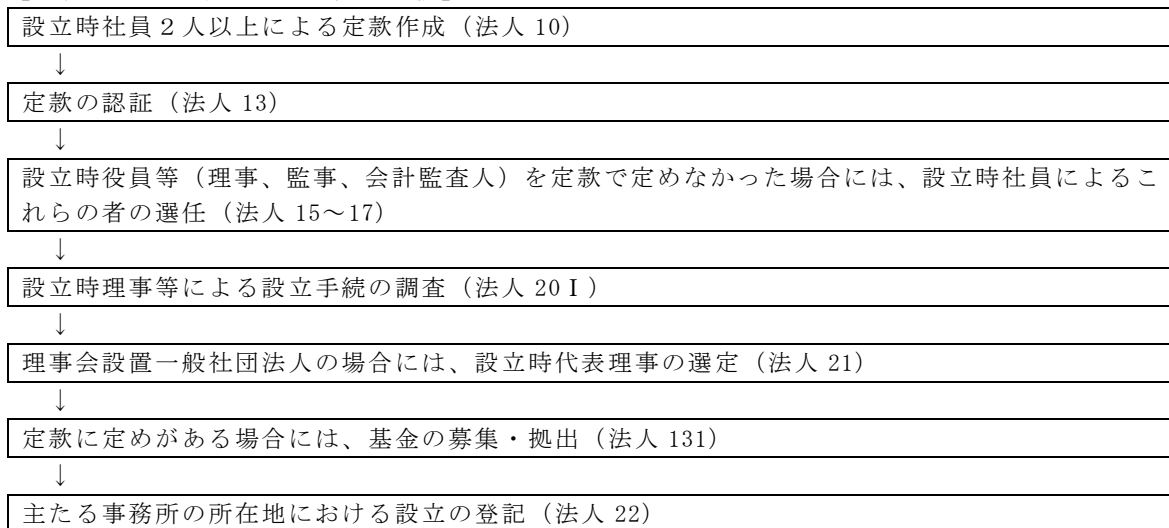 設立時社員２人以上による定款作成（法人 10）
↓
定款の認証（法人 13）
↓
設立時役員等（理事、監事、会計監査人）を定款で定めなかった場合には、設立時社員によるこ
れらの者の選任（法人 15～17）
↓
設立時理事等による設立手続の調査（法人 20Ⅰ）
↓
理事会設置一般社団法人の場合には、設立時代表理事の選定（法人 21）
↓
定款に定めがある場合には、基金の募集・拠出（法人 131）
↓
主たる事務所の所在地における設立の登記（法人 22）